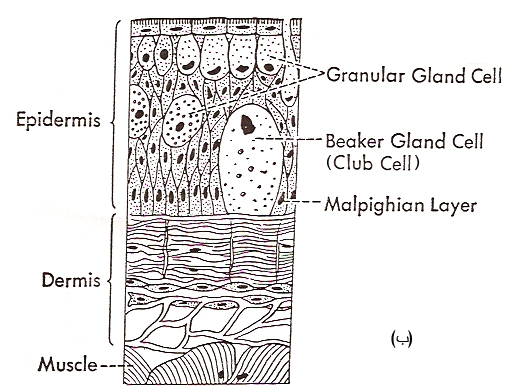 Granular Gland Cell
Epidermis
Beaker Gland Cell
(Club Cell)
Malpighian Layer
Dermis
(ب)
Muscle